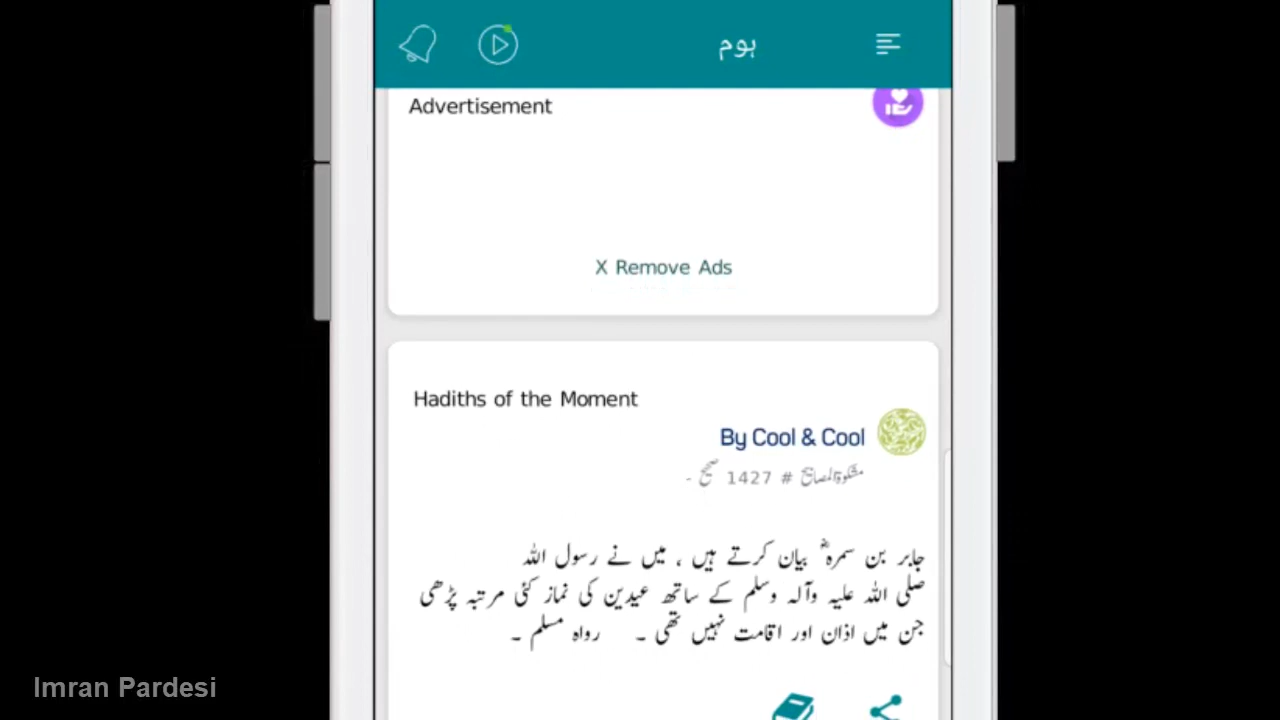 ہوم
Advertisement
X Remove Ads
Hadiths of the Moment
By Cool & Cool
مشکوٰۃ المصابیح # 1427 صحیح -
جابر بن سمرہ ؓ بیان کرتے ہیں ، میں نے رسول اللہ
صلی اللہ علیہ وآلہ وسلم کے ساتھ عیدین کی نماز کئی مرتبہ پڑھی
جن میں اذان اور اقامت نہیں تھی ۔ رواہ مسلم ۔
Imran Pardesi